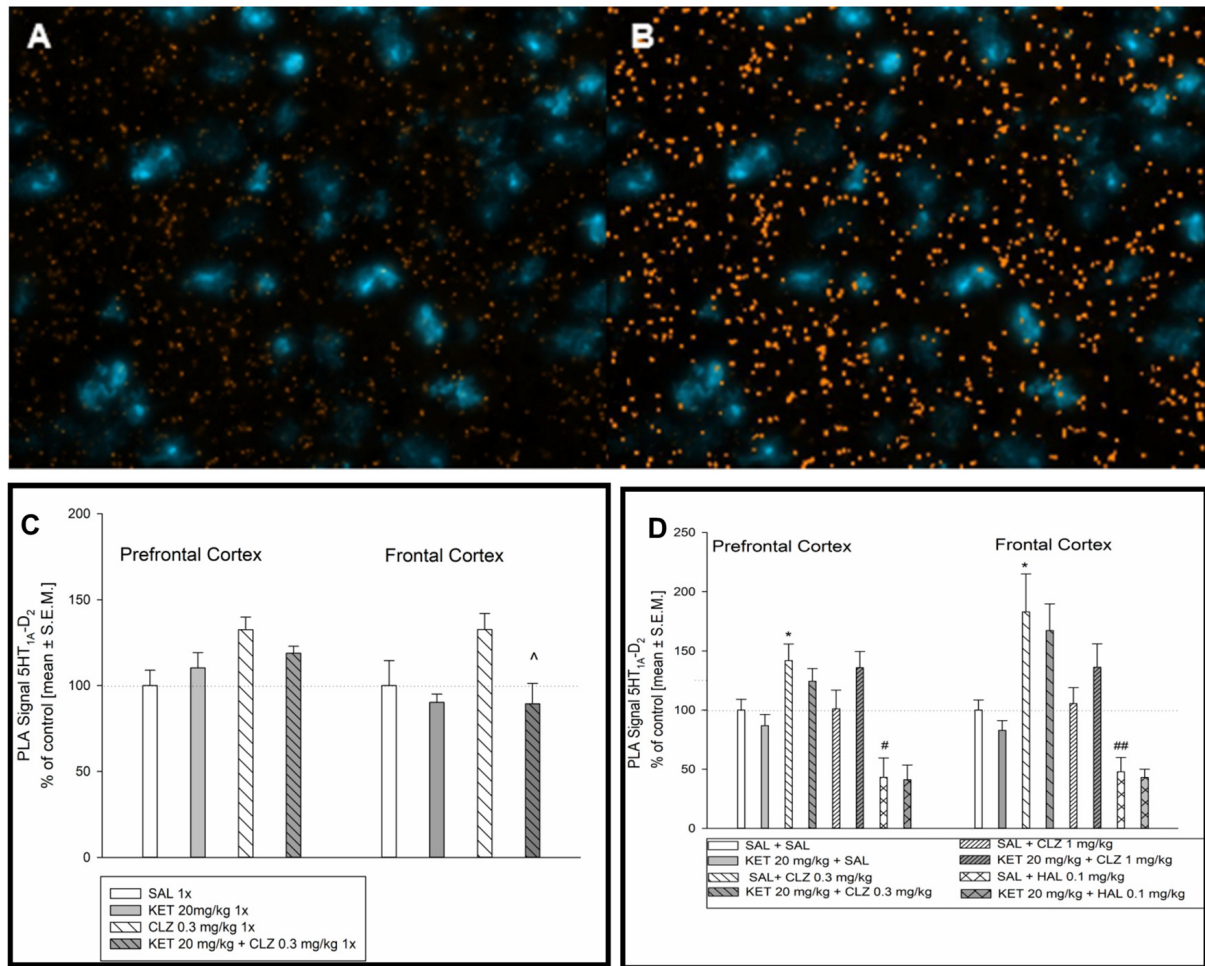 A
B
C
200
150
100
50
0
PLA Signal 5HT1A-D2
% of control [mean ± S.E.M.]
Prefrontal Cortex
Frontal Cortex
^
SAL 1x
KET 20mg/kg 1x
CLZ 0.3 mg/kg 1x
KET 20 mg/kg + CLZ 0.3 mg/kg 1x
D
250
200
150
100
50
0
PLA Signal 5HT1A-D2
% of control [mean ± S.E.M.]
Prefrontal Cortex
Frontal Cortex
*
#
*
##
SAL + SAL
KET 20 mg/kg + SAL
SAL+ CLZ 0.3 mg/kg
KET 20 mg/kg + CLZ 0.3 mg/kg
SAL + CLZ 1 mg/kg
KET 20 mg/kg + CLZ 1 mg/kg
SAL + HAL 0.1 mg/kg
KET 20 mg/kg + HAL 0.1 mg/kg